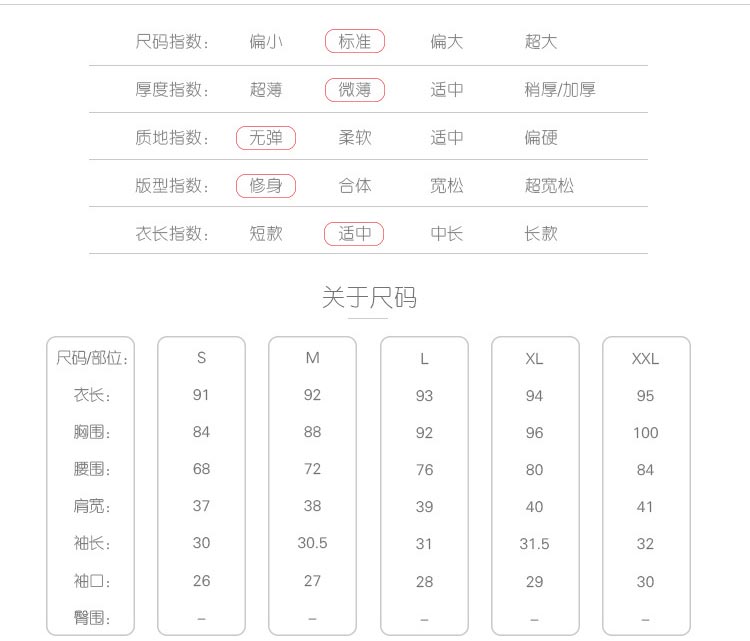 尺码指数: 偏小 标准 偏大 超大
厚度指数: 超薄 微薄 适中 稍厚/加厚
质地指数: 无弹 柔软 适中 偏硬
版型指数: 修身 合体 宽松 超宽松
衣长指数: 短款 适中 中长 长款
关于尺码
尺码/部位: S M L XL XXL
衣长: 91 92 93 94 95
胸围: 84 88 92 96 100
腰围: 68 72 76 80 84
肩宽: 37 38 39 40 41
袖长: 30 30.5 31 31.5 32
袖口: 26 27 28 29 30
臀围: – – – – –